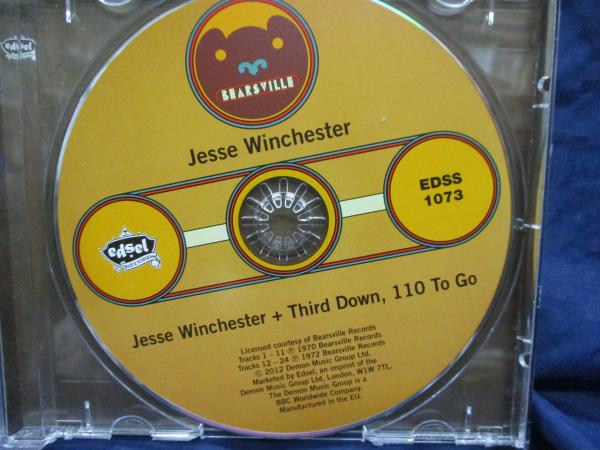 edsel
BEARSVILLE
Jesse Winchester
EDSS
1073
edsel
RECORDS
Jesse Winchester + Third Down, 110 To Go
Licensed courtesy of Bearsville Records
Tracks 1 – 11 ℗ 1970 Bearsville Records
Tracks 12 – 24 ℗ 1972 Bearsville Records
© 2012 Demon Music Group Ltd.
Marketed by Edsel, an imprint of the
Demon Music Group Ltd, London, W1W 7TL.
The Demon Music Group is a
BBC Worldwide Company.
Manufactured in the EU.